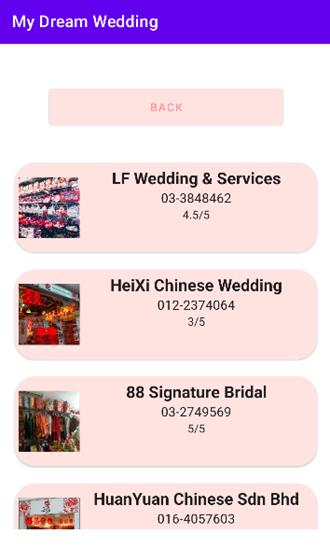 My Dream Wedding
BACK
LF Wedding & Services
03-3848462
4.5/5
HeiXi Chinese Wedding
012-2374064
3/5
88 Signature Bridal
03-2749569
5/5
HuanYuan Chinese Sdn Bhd
016-4057603